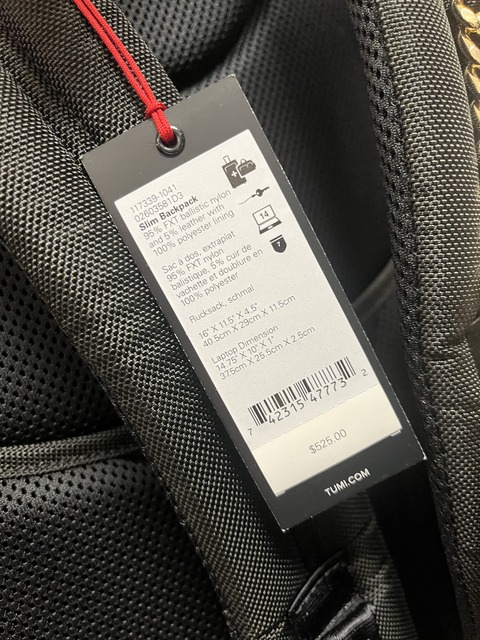 117339-1041
02603581D3
Slim Backpack
95% FXT ballistic nylon
and 5% leather with
100% polyester lining
Sac à dos, extraplat
95% FXT nylon
balistique, 5% cuir de
vachette et doublure en
100% polyester
Rucksack, schmal
16" X 11.5" X 4.5"
40.5cm X 29cm X 11.5cm
Laptop Dimension
14.75" X 10" X 1"
37.5cm X 25.5cm X 2.5cm
14
7
7 42315 47773 2
$525.00
TUMI.COM